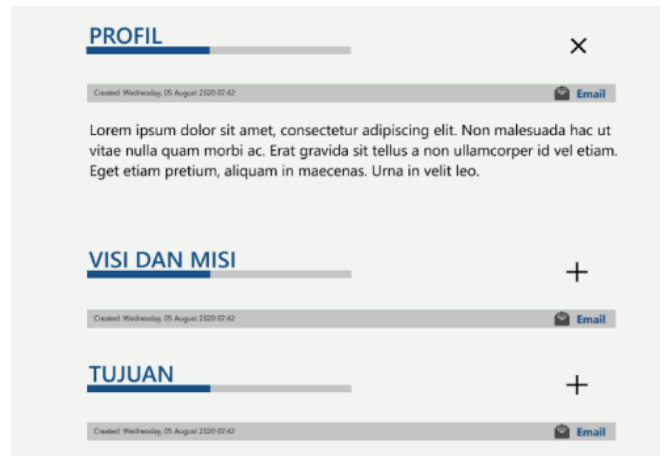 PROFIL
Created: Wednesday, 05 August 2020 07:42
Email
Lorem ipsum dolor sit amet, consectetur adipiscing elit. Non malesuada hac ut
vitae nulla quam morbi ac. Erat gravida sit tellus a non ullamcorper id vel etiam.
Eget etiam pretium, aliquam in maecenas. Urna in velit leo.
VISI DAN MISI
Created: Wednesday, 05 August 2020 07:42
Email
TUJUAN
Created: Wednesday, 05 August 2020 07:42
Email